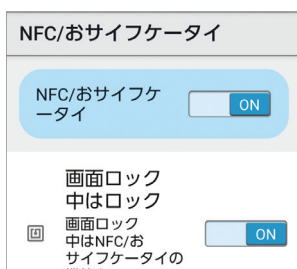 NFC/おサイフケータイ
NFC/おサイフケ
ータイ
ON
画面ロック
中はロック
画面ロック
中はNFC/お
サイフケータイの
ON